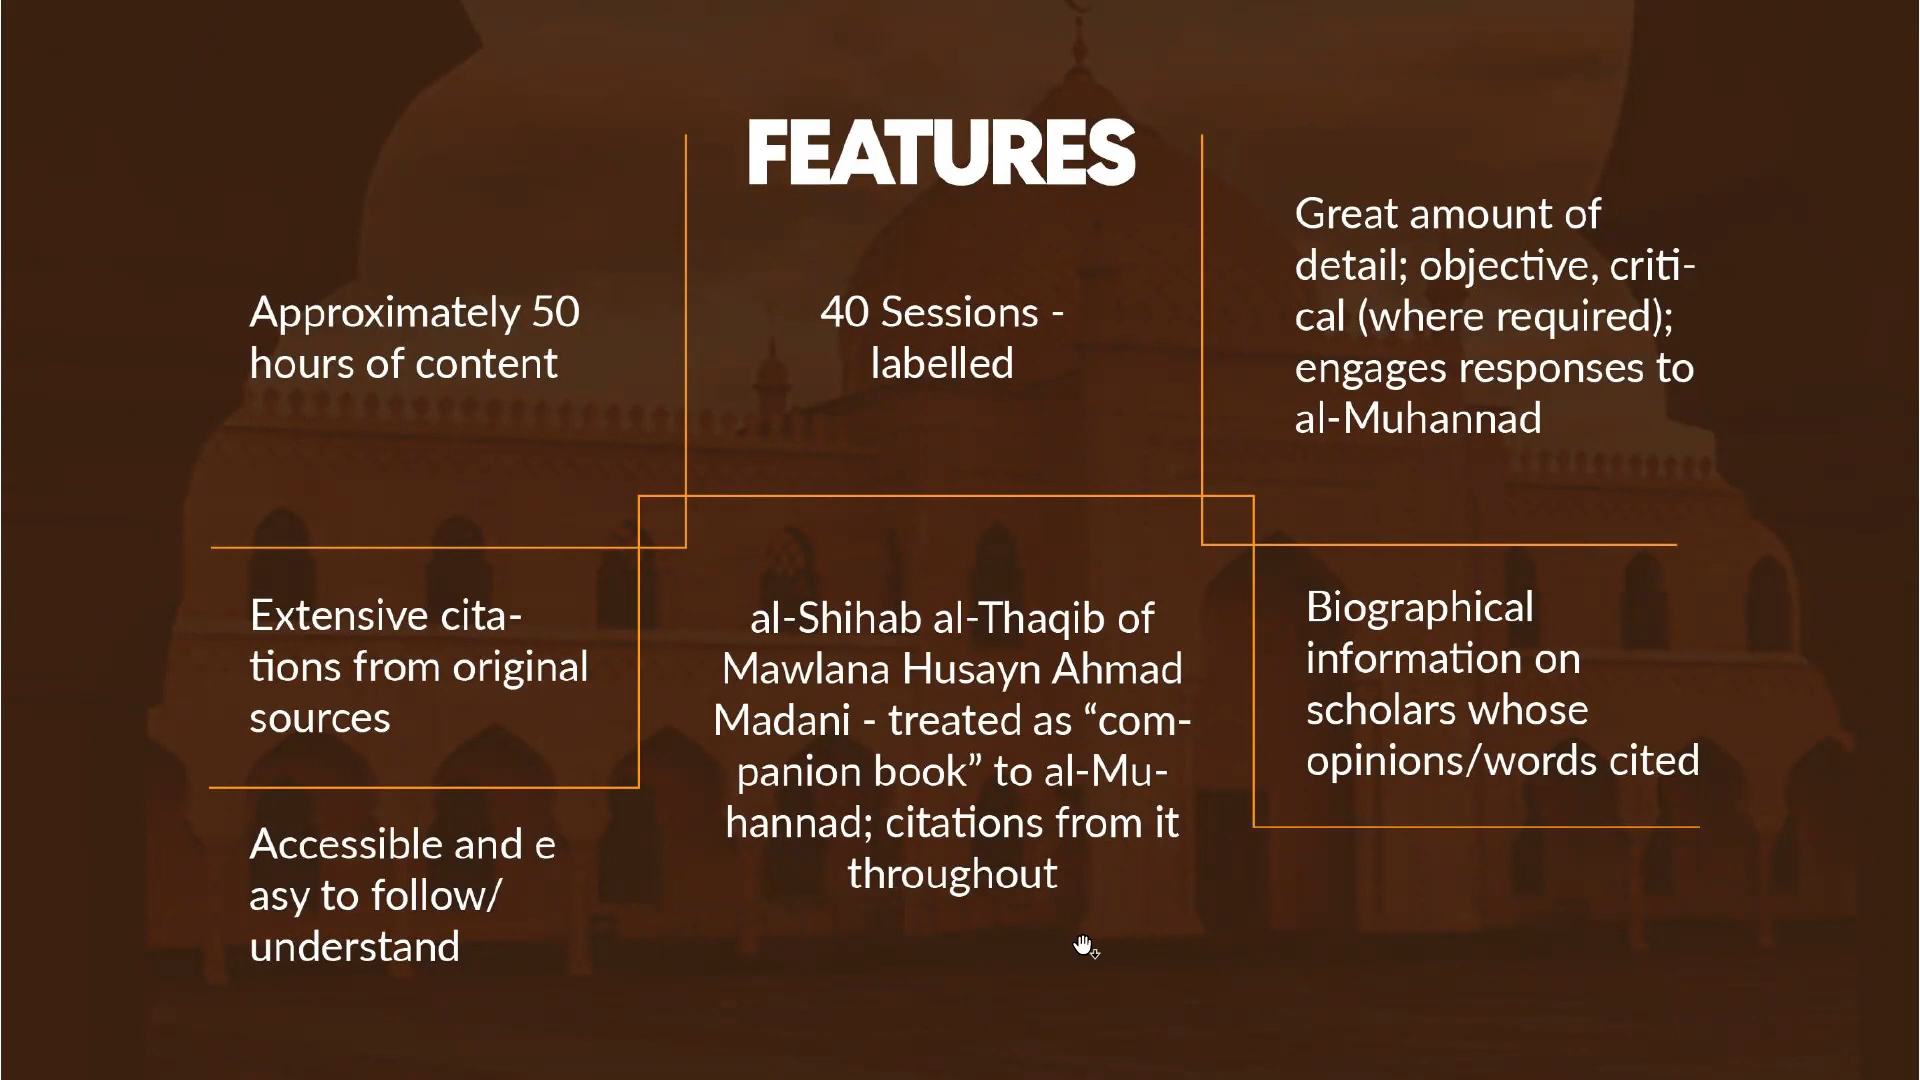 FEATURES
Approximately 50
hours of content
40 Sessions -
labelled
Great amount of
detail; objective, criti-
cal (where required);
engages responses to
al-Muhannad
Extensive cita-
tions from original
sources
al-Shihab al-Thaqib of
Mawlana Husayn Ahmad
Madani - treated as “com-
panion book” to al-Mu-
hannad; citations from it
throughout
Biographical
information on
scholars whose
opinions/words cited
Accessible and e
asy to follow/
understand